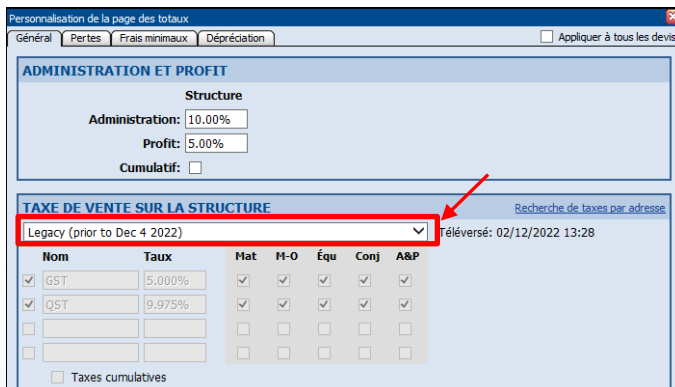 Personnalisation de la page des totaux
Général Pertes Frais minimaux Dépréciation Appliquer à tous les devis
ADMINISTRATION ET PROFIT
Structure
Administration: 10.00%
Profit: 5.00%
Cumulatif:
TAXE DE VENTE SUR LA STRUCTURE Recherche de taxes par adresse
Legacy (prior to Dec 4 2022) Téléversé: 02/12/2022 13:28
Nom Taux Mat M-O Équ Conj A&P
GST 5.000%
QST 9.975%
Taxes cumulatives